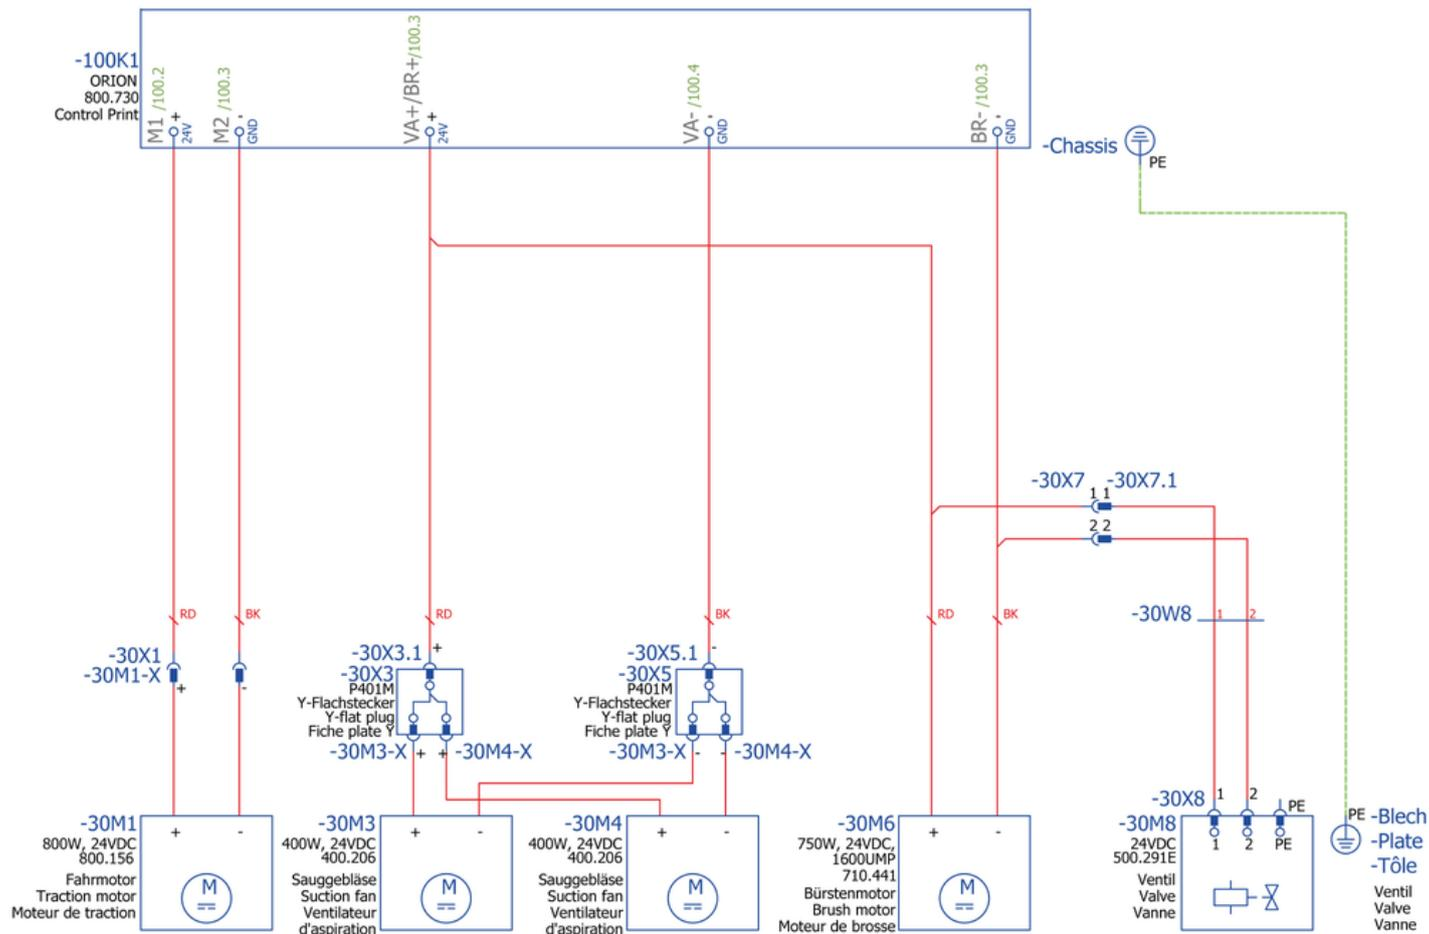 -100K1
ORION
800.730
Control Print
M1 /100.2
+
24V
M2 /100.3
-
GND
VA+/BR+/100.3
+
24V
VA- /100.4
-
GND
BR- /100.3
-
GND
-Chassis
PE
-30X7 -30X7.1
1 1
2 2
RD
BK
RD
BK
RD
BK
-30W8
1
2
-30X1
-30M1-X
+
-
-30X3.1
+
-30X3
P401M
Y-Flachstecker
Y-flat plug
Fiche plate Y
-30M3-X + + -30M4-X
-30X5.1
-
-30X5
P401M
Y-Flachstecker
Y-flat plug
Fiche plate Y
-30M3-X - - -30M4-X
-30M1
800W, 24VDC
800.156
Fahrmotor
Traction motor
Moteur de traction
+ -
M
-30M3
400W, 24VDC
400.206
Sauggebläse
Suction fan
Ventilateur
d'aspiration
+ -
M
-30M4
400W, 24VDC
400.206
Sauggebläse
Suction fan
Ventilateur
d'aspiration
+ -
M
-30M6
750W, 24VDC,
1600UMP
710.441
Bürstenmotor
Brush motor
Moteur de brosse
+ -
M
-30X8
1 2 PE
-30M8
24VDC
500.291E
Ventil
Valve
Vanne
1 2 PE
PE
-Blech
-Plate
-Tôle
Ventil
Valve
Vanne